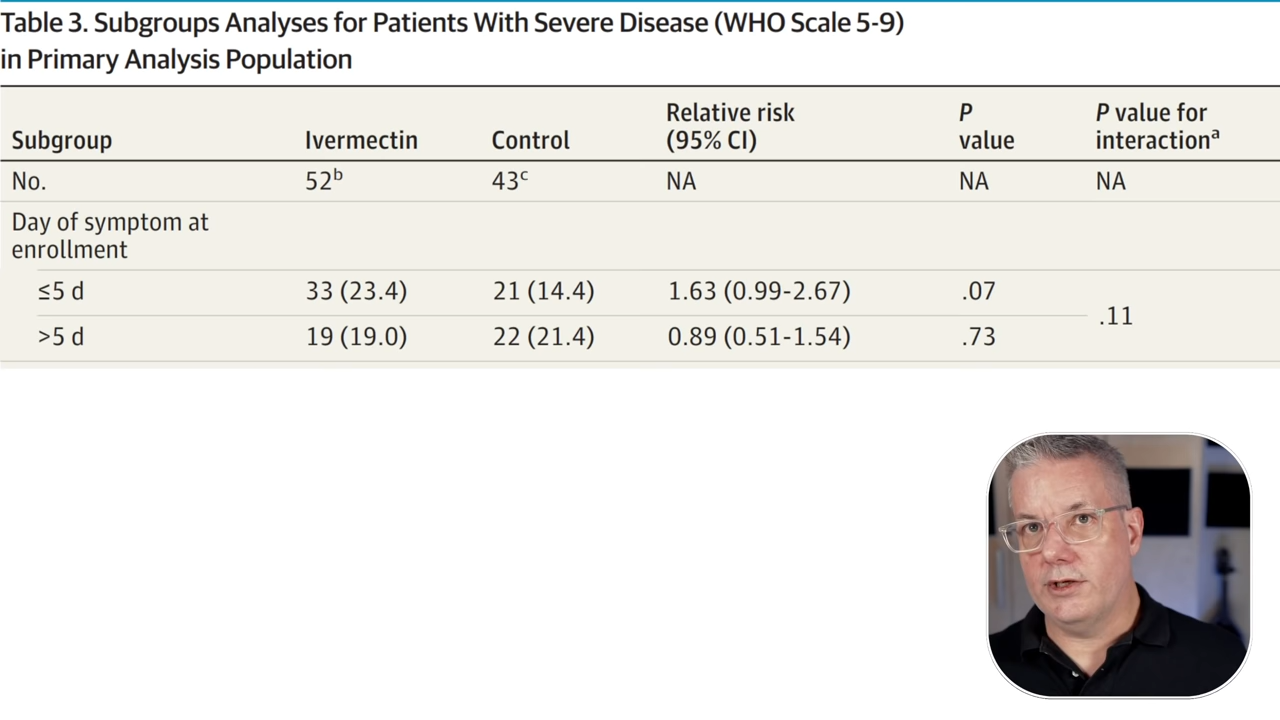 Table 3. Subgroups Analyses for Patients With Severe Disease (WHO Scale 5-9)
in Primary Analysis Population
Subgroup Ivermectin Control Relative risk (95% CI) P value P value for interactionᵃ
No. 52ᵇ 43ᶜ NA NA NA
Day of symptom at
enrollment
≤5 d 33 (23.4) 21 (14.4) 1.63 (0.99-2.67) .07
.11
>5 d 19 (19.0) 22 (21.4) 0.89 (0.51-1.54) .73